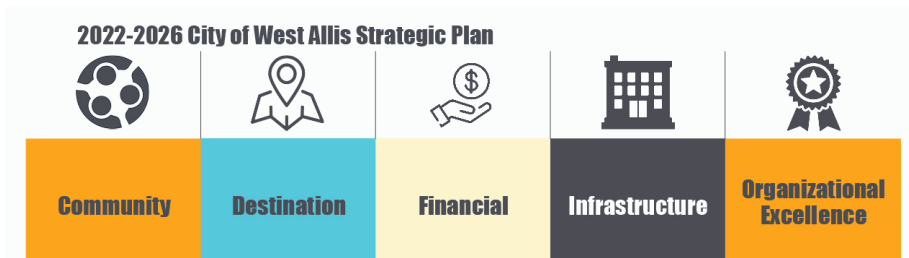 2022-2026 City of West Allis Strategic Plan
$
Community
Destination
Financial
Infrastructure
Organizational
Excellence